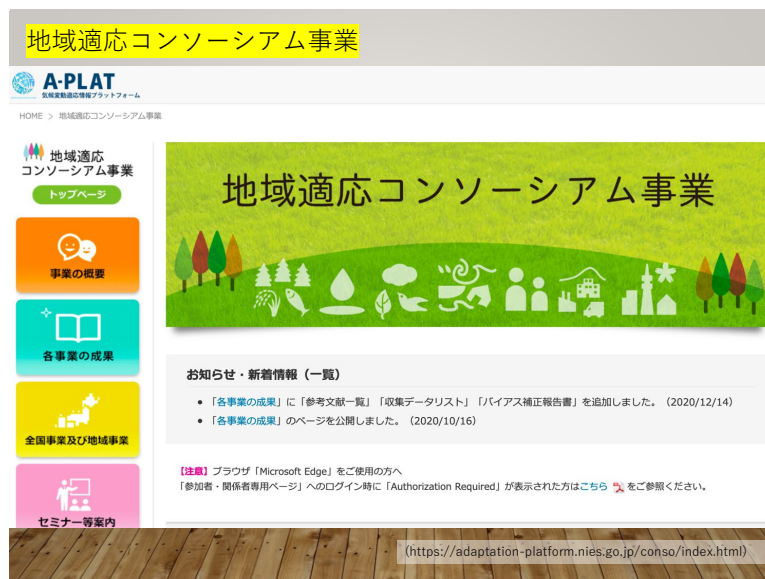 地域適応コンソーシアム事業
A-PLAT
気候変動適応情報プラットフォーム
HOME > 地域適応コンソーシアム事業
地域適応
コンソーシアム事業
トップページ
事業の概要
各事業の成果
全国事業及び地域事業
セミナー等案内
地域適応コンソーシアム事業
お知らせ・新着情報（一覧）
● 「各事業の成果」に「参考文献一覧」「収集データリスト」「バイアス補正報告書」を追加しました。（2020/12/14）
● 「各事業の成果」のページを公開しました。（2020/10/16）
【注意】ブラウザ「Microsoft Edge」をご使用の方へ
「参加者・関係者専用ページ」へのログイン時に「Authorization Required」が表示された方はこちら をご参照ください。
(https://adaptation-platform.nies.go.jp/conso/index.html)